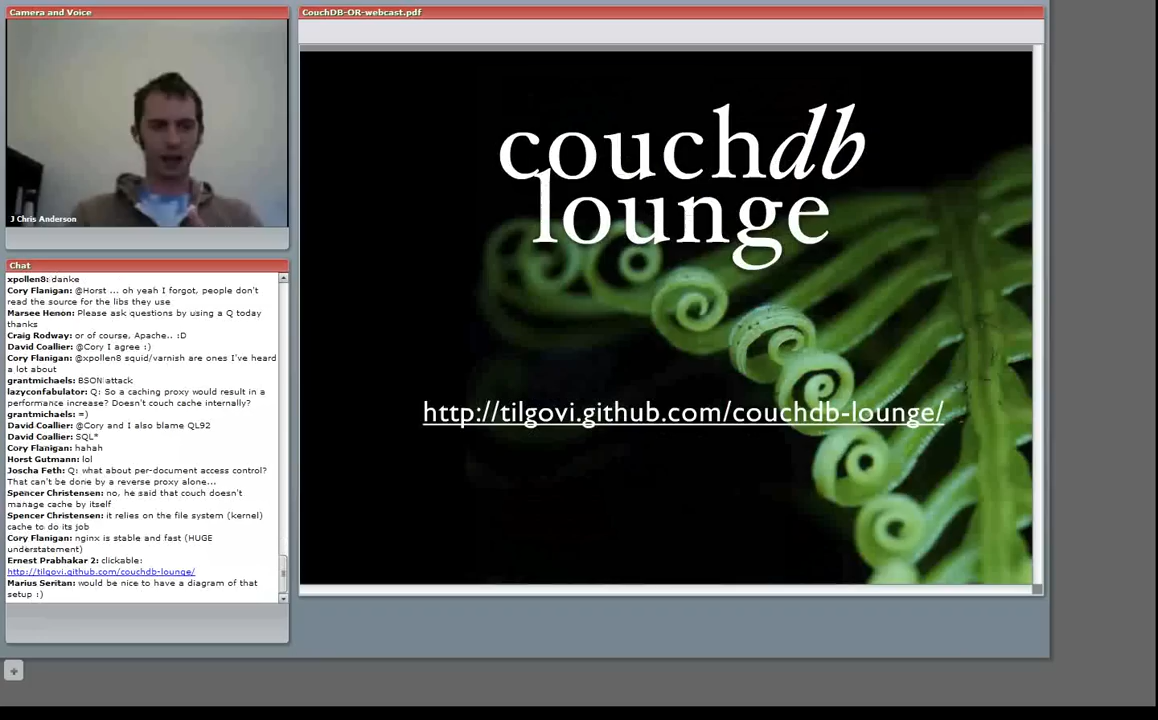 Camera and Voice
J Chris Anderson
Chat
xpollen8: danke
Cory Flanigan: @Horst ... oh yeah I forgot, people don't
read the source for the libs they use
Marsee Henon: Please ask questions by using a Q today
thanks
Craig Rodway: or of course, Apache.. :D
David Coallier: @Cory I agree :)
Cory Flanigan: @xpollen8 squid/varnish are ones I've heard
a lot about
grantmichaels: BSON attack
lazyconfabulator: Q: So a caching proxy would result in a
performance increase? Doesn't couch cache internally?
grantmichaels: =)
David Coallier: @Cory and I also blame QL92
David Coallier: SQL*
Cory Flanigan: hahah
Horst Gutmann: lol
Joscha Feth: Q: what about per-document access control?
That can't be done by a reverse proxy alone...
Spencer Christensen: no, he said that couch doesn't
manage cache by itself
Spencer Christensen: it relies on the file system (kernel)
cache to do its job
Cory Flanigan: nginx is stable and fast (HUGE
understatement)
Ernest Prabhakar 2: clickable:
http://tilgovi.github.com/couchdb-lounge/
Marius Seritan: would be nice to have a diagram of that
setup :)
CouchDB-OR-webcast.pdf
couchdb
lounge
http://tilgovi.github.com/couchdb-lounge/